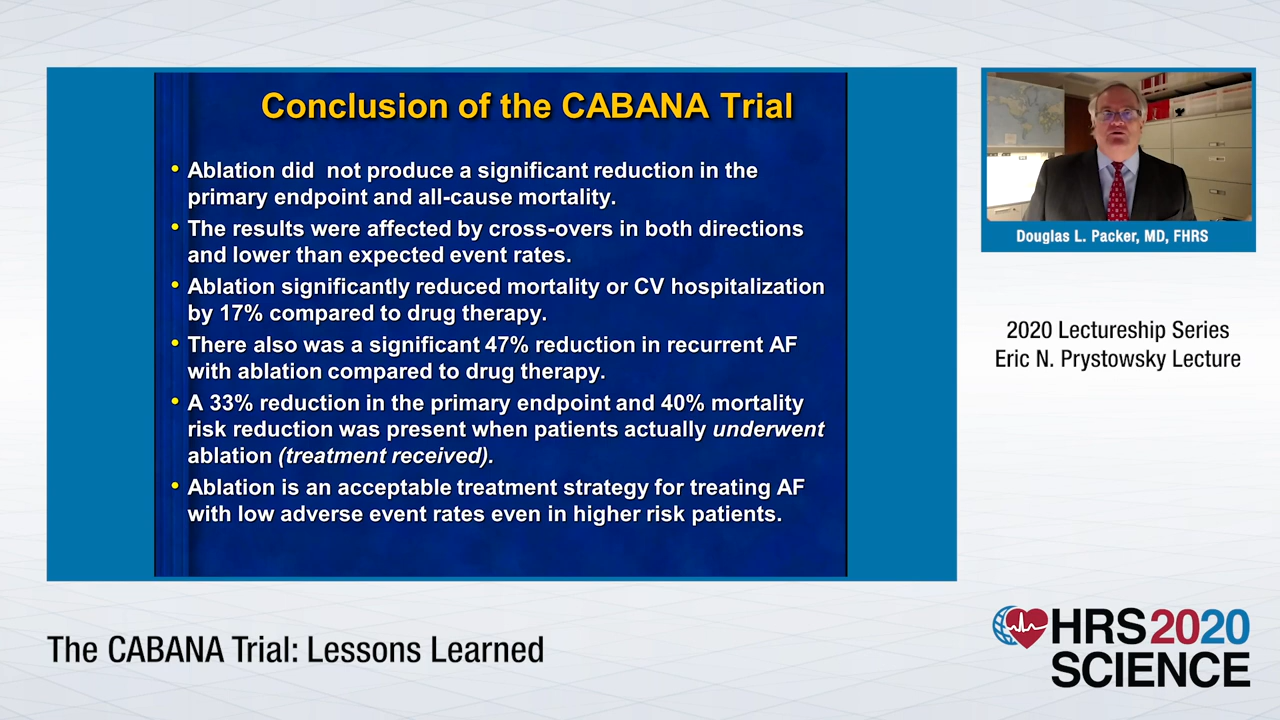 Conclusion of the CABANA Trial
• Ablation did not produce a significant reduction in the
primary endpoint and all-cause mortality.
• The results were affected by cross-overs in both directions
and lower than expected event rates.
• Ablation significantly reduced mortality or CV hospitalization
by 17% compared to drug therapy.
• There also was a significant 47% reduction in recurrent AF
with ablation compared to drug therapy.
• A 33% reduction in the primary endpoint and 40% mortality
risk reduction was present when patients actually underwent
ablation (treatment received).
• Ablation is an acceptable treatment strategy for treating AF
with low adverse event rates even in higher risk patients.
Douglas L. Packer, MD, FHRS
2020 Lectureship Series
Eric N. Prystowsky Lecture
The CABANA Trial: Lessons Learned
HRS2020
SCIENCE